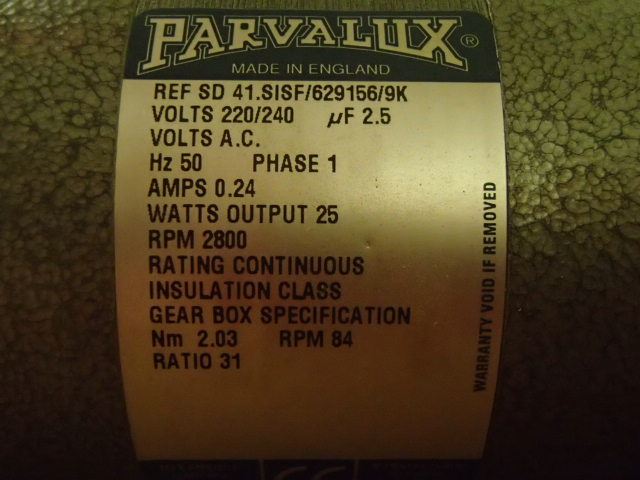 PARVALUX ®
MADE IN ENGLAND
REF SD 41.SISF/629156/9K
VOLTS 220/240 µF 2.5
VOLTS A.C.
Hz 50 PHASE 1
AMPS 0.24
WATTS OUTPUT 25
RPM 2800
RATING CONTINUOUS
INSULATION CLASS
GEAR BOX SPECIFICATION
Nm 2.03 RPM 84
RATIO 31
WARRANTY VOID IF REMOVED